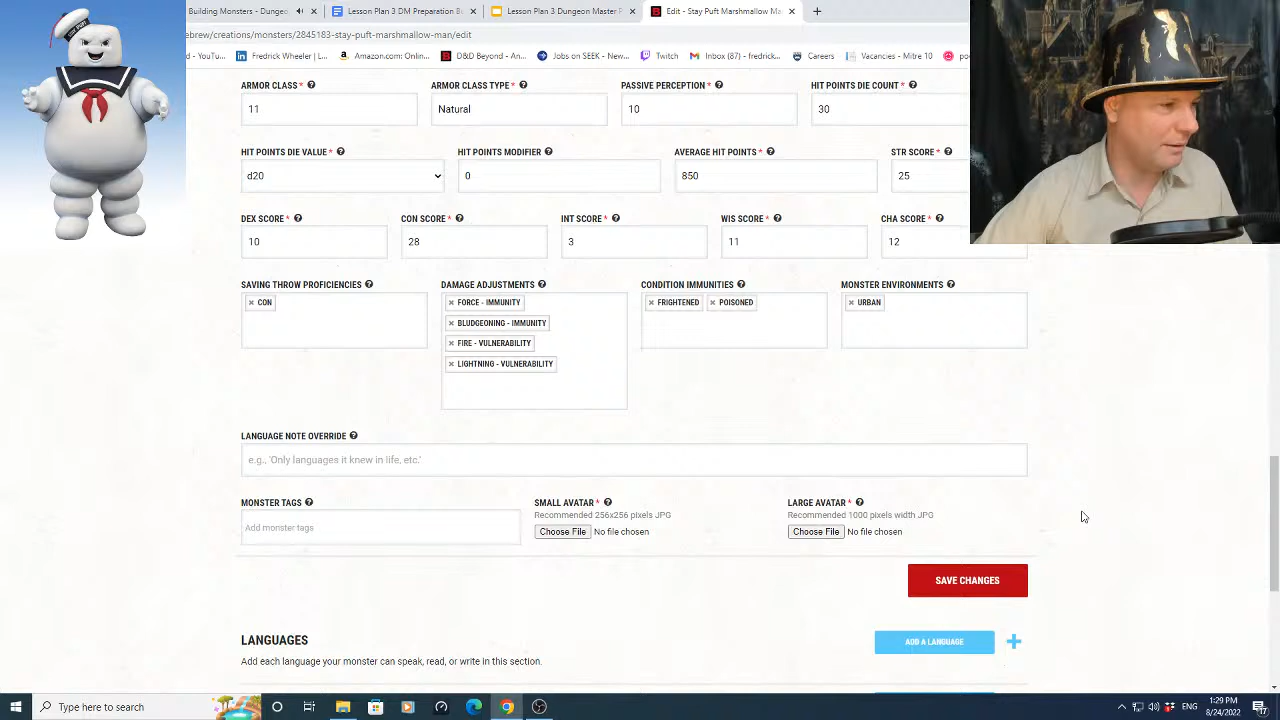 STAY PUFT
Building Monsters - Dungeo
Lesson Plan 3 DM Preparation B
Lesson Plan 3 Dungeon Master P
Edit - Stay Puft Marshmallow Ma
ebrew/creations/monsters/2845183-stay-puft-marshmallow-man/edit
d - YouTu...
Fredrick Wheeler | L...
Amazon.com: Onlin...
D&D Beyond - An...
Jobs on SEEK - New...
Twitch
Inbox (87) - fredrick...
Careers
Vacancies - Mitre 10
po
ARMOR CLASS *
ARMOR CLASS TYPE *
PASSIVE PERCEPTION *
HIT POINTS DIE COUNT *
11
Natural
10
30
HIT POINTS DIE VALUE *
HIT POINTS MODIFIER
AVERAGE HIT POINTS *
STR SCORE *
d20
0
850
25
DEX SCORE *
CON SCORE *
INT SCORE *
WIS SCORE *
CHA SCORE *
10
28
3
11
12
SAVING THROW PROFICIENCIES
DAMAGE ADJUSTMENTS
CONDITION IMMUNITIES
MONSTER ENVIRONMENTS
× CON
× FORCE - IMMUNITY
× FRIGHTENED
× POISONED
× URBAN
× BLUDGEONING - IMMUNITY
× FIRE - VULNERABILITY
× LIGHTNING - VULNERABILITY
LANGUAGE NOTE OVERRIDE
e.g., 'Only languages it knew in life, etc.'
MONSTER TAGS
SMALL AVATAR *
LARGE AVATAR *
Recommended 256x256 pixels JPG
Recommended 1000 pixels width JPG
Add monster tags
Choose File No file chosen
Choose File No file chosen
SAVE CHANGES
LANGUAGES
ADD A LANGUAGE
Add each language your monster can speak, read, or write in this section.
Type here to search
ENG
1:29 PM
8/24/2022
17